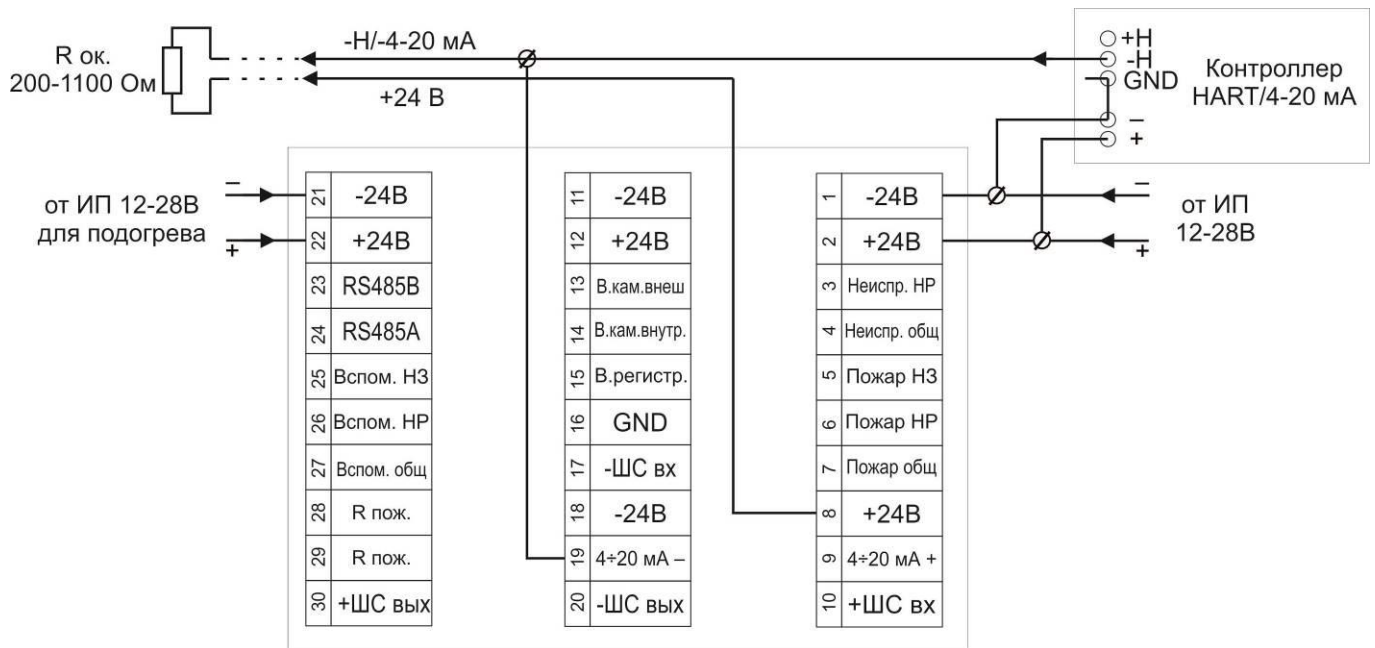 -Н/-4-20 мА
R ок.
200-1100 Ом
+24 В
+Н
-Н
GND
–
+
Контроллер
HART/4-20 мА
–
от ИП 12-28В
для подогрева
+
–
от ИП
12-28В
+
21 -24В
22 +24В
23 RS485В
24 RS485А
25 Вспом. НЗ
26 Вспом. НР
27 Вспом. общ
28 R пож.
29 R пож.
30 +ШС вых
11 -24В
12 +24В
13 В.кам.внеш
14 В.кам.внутр.
15 В.регистр.
16 GND
17 -ШС вх
18 -24В
19 4÷20 мА –
20 -ШС вых
1 -24В
2 +24В
3 Неиспр. НР
4 Неиспр. общ
5 Пожар НЗ
6 Пожар НР
7 Пожар общ
8 +24В
9 4÷20 мА +
10 +ШС вх